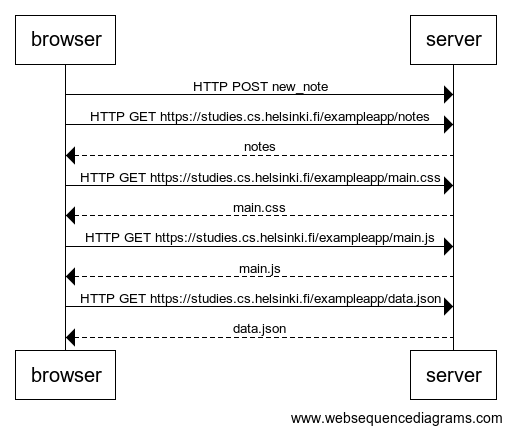 browser server
HTTP POST new_note
HTTP GET https://studies.cs.helsinki.fi/exampleapp/notes
notes
HTTP GET https://studies.cs.helsinki.fi/exampleapp/main.css
main.css
HTTP GET https://studies.cs.helsinki.fi/exampleapp/main.js
main.js
HTTP GET https://studies.cs.helsinki.fi/exampleapp/data.json
data.json
browser server
www.websequencediagrams.com